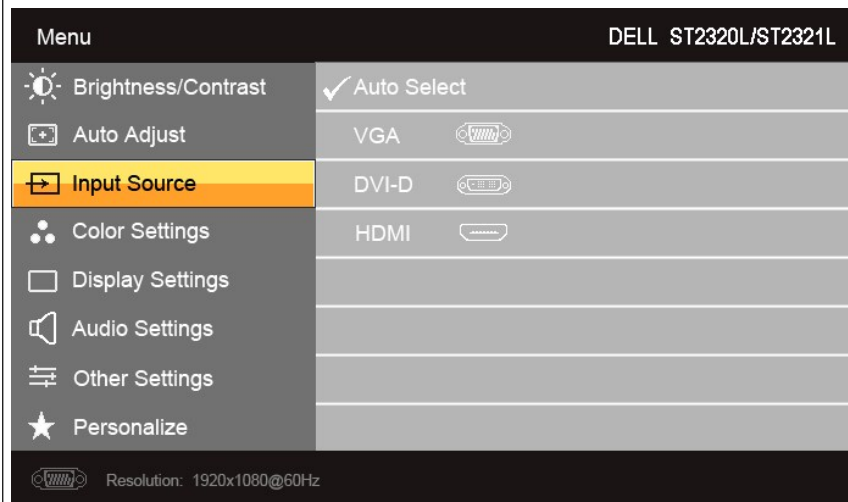 Menu DELL ST2320L/ST2321L
Brightness/Contrast
Auto Adjust
Input Source
Color Settings
Display Settings
Audio Settings
Other Settings
Personalize
Auto Select
VGA
DVI-D
HDMI
Resolution: 1920x1080@60Hz